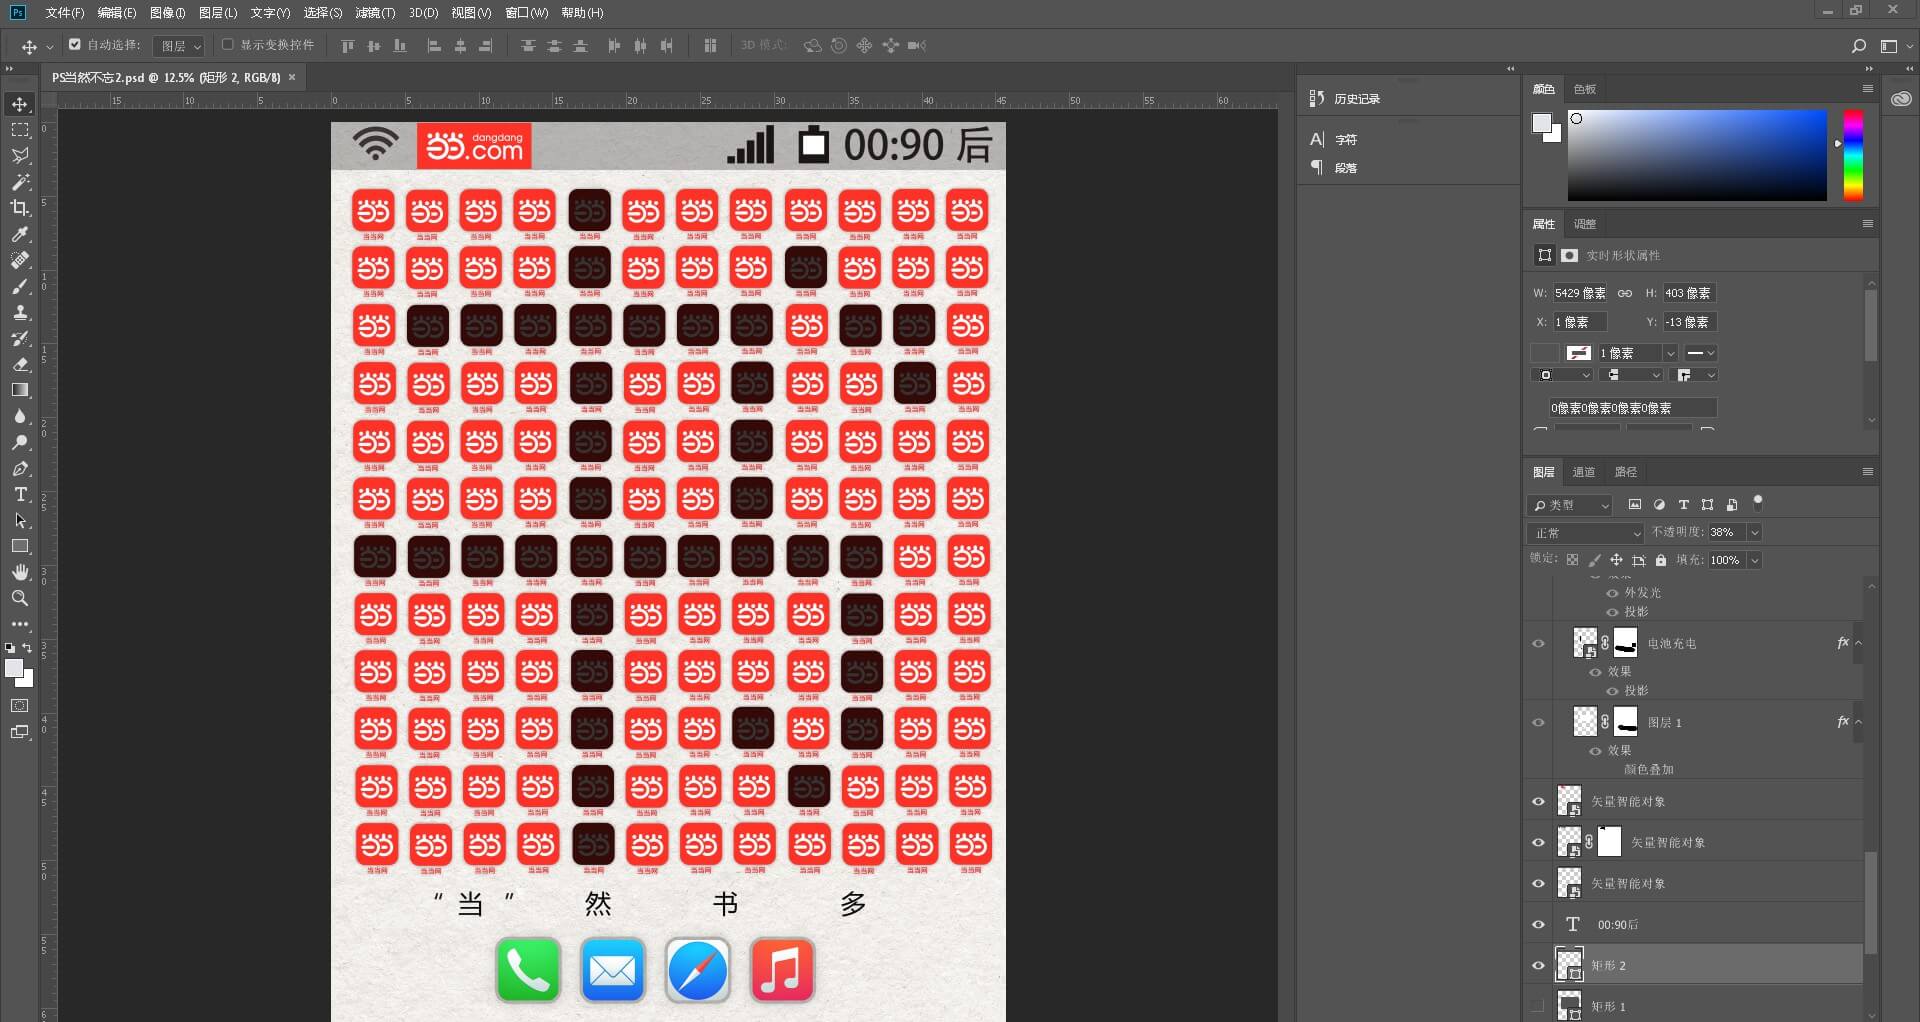 Ps 文件(F) 编辑(E) 图像(I) 图层(L) 文字(Y) 选择(S) 滤镜(T) 3D(D) 视图(V) 窗口(W) 帮助(H)
自动选择: 图层 显示变换控件 3D 模式:
PS当然不忘2.psd @ 12.5% (矩形 2, RGB/8) ×
15 10 5 0 5 10 15 20 25 30 35 40 45 50 55 60
dangdang
当当.com
00:90 后
当当网
“当” 然 书 多
历史记录
字符
段落
颜色 色板
属性 调整
实时形状属性
W: 5429 像素 H: 403 像素
X: 1 像素 Y: -13 像素
1 像素
0像素0像素0像素0像素
图层 通道 路径
类型
正常 不透明度: 38%
锁定: 填充: 100%
外发光
投影
电池充电 fx
效果
投影
图层 1 fx
效果
颜色叠加
矢量智能对象
矢量智能对象
矢量智能对象
T 00:90后
矩形 2
矩形 1